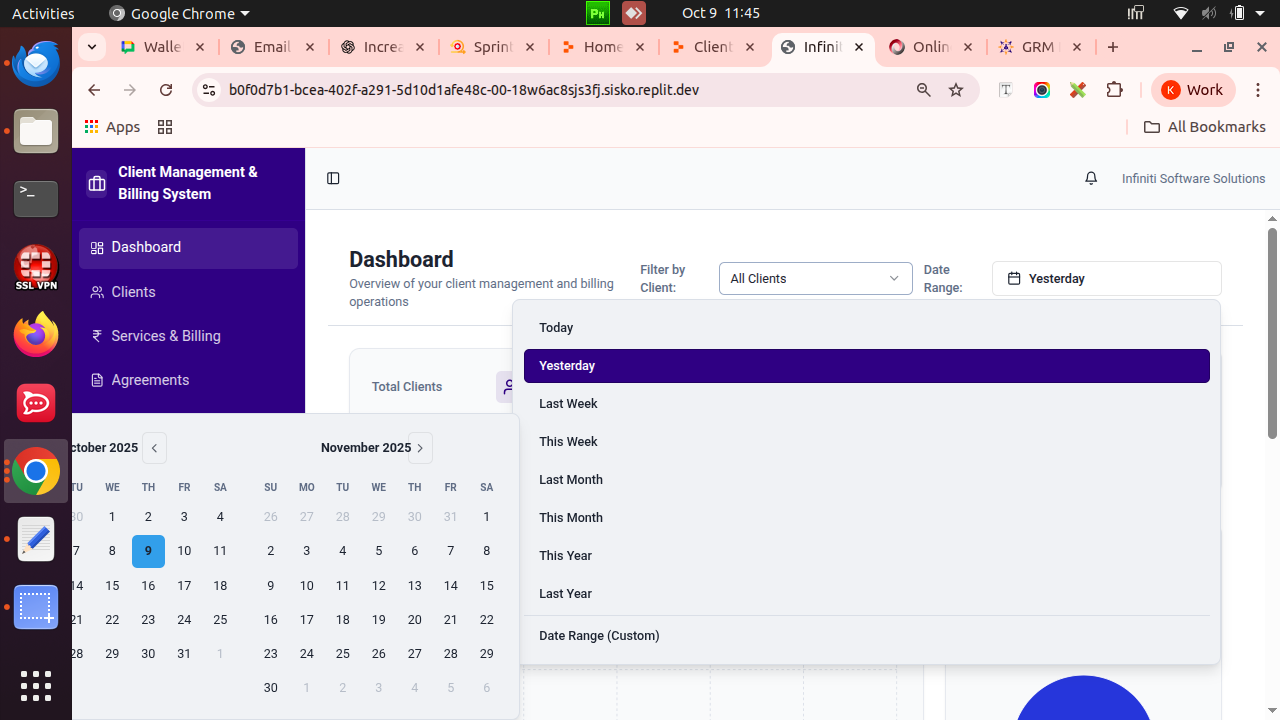 Activities
Google Chrome
Ph
Oct 9 11:45
Walle
Email
Increa
Sprint
Home
Client
Infinit
Onlin
GRM
b0f0d7b1-bcea-402f-a291-5d10d1afe48c-00-18w6ac8sjs3fj.sisko.replit.dev
K
Work
Apps
All Bookmarks
SSL VPN
Client Management &
Billing System
Infiniti Software Solutions
Dashboard
Clients
Services & Billing
Agreements
Dashboard
Overview of your client management and billing
operations
Filter by
Client:
All Clients
Date
Range:
Yesterday
Total Clients
Today
Yesterday
Last Week
This Week
Last Month
This Month
This Year
Last Year
Date Range (Custom)
ctober 2025
TU WE TH FR SA
30 1 2 3 4
7 8 9 10 11
14 15 16 17 18
21 22 23 24 25
28 29 30 31 1
November 2025
SU MO TU WE TH FR SA
26 27 28 29 30 31 1
2 3 4 5 6 7 8
9 10 11 12 13 14 15
16 17 18 19 20 21 22
23 24 25 26 27 28 29
30 1 2 3 4 5 6